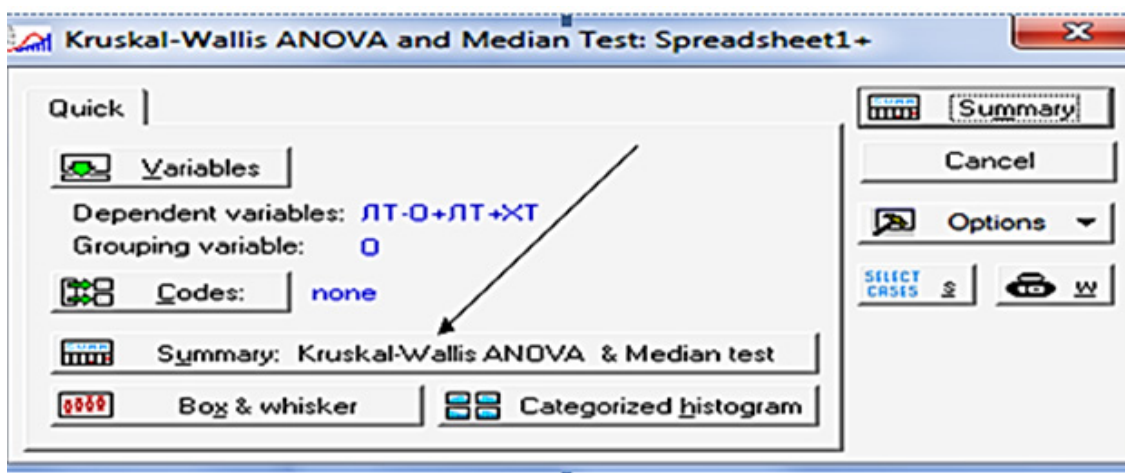 Kruskal-Wallis ANOVA and Median Test: Spreadsheet1+
Quick
Summary
Variables
Cancel
Dependent variables: ЛТ-О+ЛТ+ХТ
Grouping variable: О
Options
Codes: none
SELECT CASES S W
Summary: Kruskal-Wallis ANOVA & Median test
Box & whisker Categorized histogram